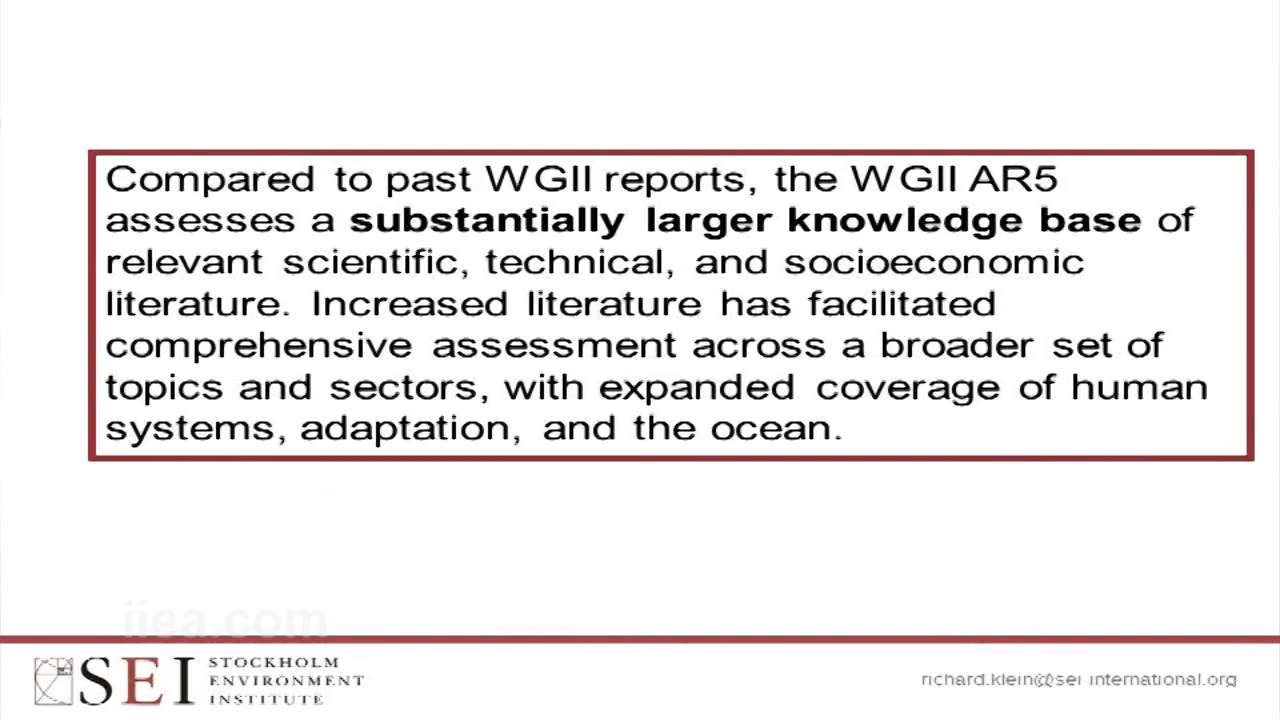 Compared to past WGII reports, the WGII AR5
assesses a substantially larger knowledge base of
relevant scientific, technical, and socioeconomic
literature. Increased literature has facilitated
comprehensive assessment across a broader set of
topics and sectors, with expanded coverage of human
systems, adaptation, and the ocean.
iiea.com
SEI STOCKHOLM
ENVIRONMENT
INSTITUTE
richard.klein@sei-international.org